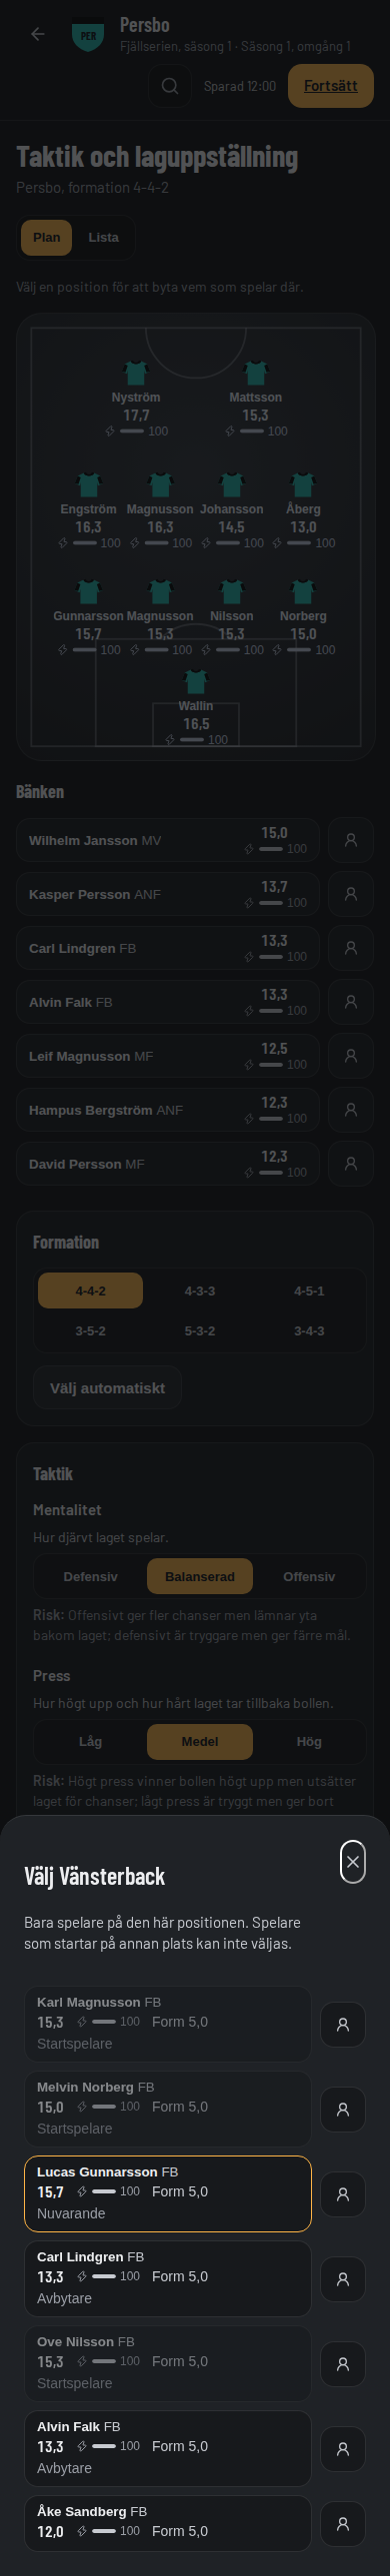 PER
Persbo
Fjällserien, säsong 1 · Säsong 1, omgång 1
Sparad 12:00
Fortsätt
Taktik och laguppställning
Persbo, formation 4-4-2
Plan
Lista
Välj en position för att byta vem som spelar där.
Nyström Mattsson
17,7 15,3
100 100
Engström Magnusson Johansson Åberg
16,3 16,3 14,5 13,0
100 100 100 100
Gunnarsson Magnusson Nilsson Norberg
15,7 15,3 15,3 15,0
100 100 100 100
Wallin
16,5
100
Bänken
Wilhelm Jansson MV 15,0
100
Kasper Persson ANF 13,7
100
Carl Lindgren FB 13,3
100
Alvin Falk FB 13,3
100
Leif Magnusson MF 12,5
100
Hampus Bergström ANF 12,3
100
David Persson MF 12,3
100
Formation
4-4-2 4-3-3 4-5-1
3-5-2 5-3-2 3-4-3
Välj automatiskt
Taktik
Mentalitet
Hur djärvt laget spelar.
Defensiv Balanserad Offensiv
Risk: Offensivt ger fler chanser men lämnar yta
bakom laget; defensivt är tryggare men ger färre mål.
Press
Hur högt upp och hur hårt laget tar tillbaka bollen.
Låg Medel Hög
Risk: Högt press vinner bollen högt upp men utsätter
laget för chanser; lågt press är tryggt men ger bort
Välj Vänsterback
Bara spelare på den här positionen. Spelare
som startar på annan plats kan inte väljas.
Karl Magnusson FB
15,3 100 Form 5,0
Startspelare
Melvin Norberg FB
15,0 100 Form 5,0
Startspelare
Lucas Gunnarsson FB
15,7 100 Form 5,0
Nuvarande
Carl Lindgren FB
13,3 100 Form 5,0
Avbytare
Ove Nilsson FB
15,3 100 Form 5,0
Startspelare
Alvin Falk FB
13,3 100 Form 5,0
Avbytare
Åke Sandberg FB
12,0 100 Form 5,0